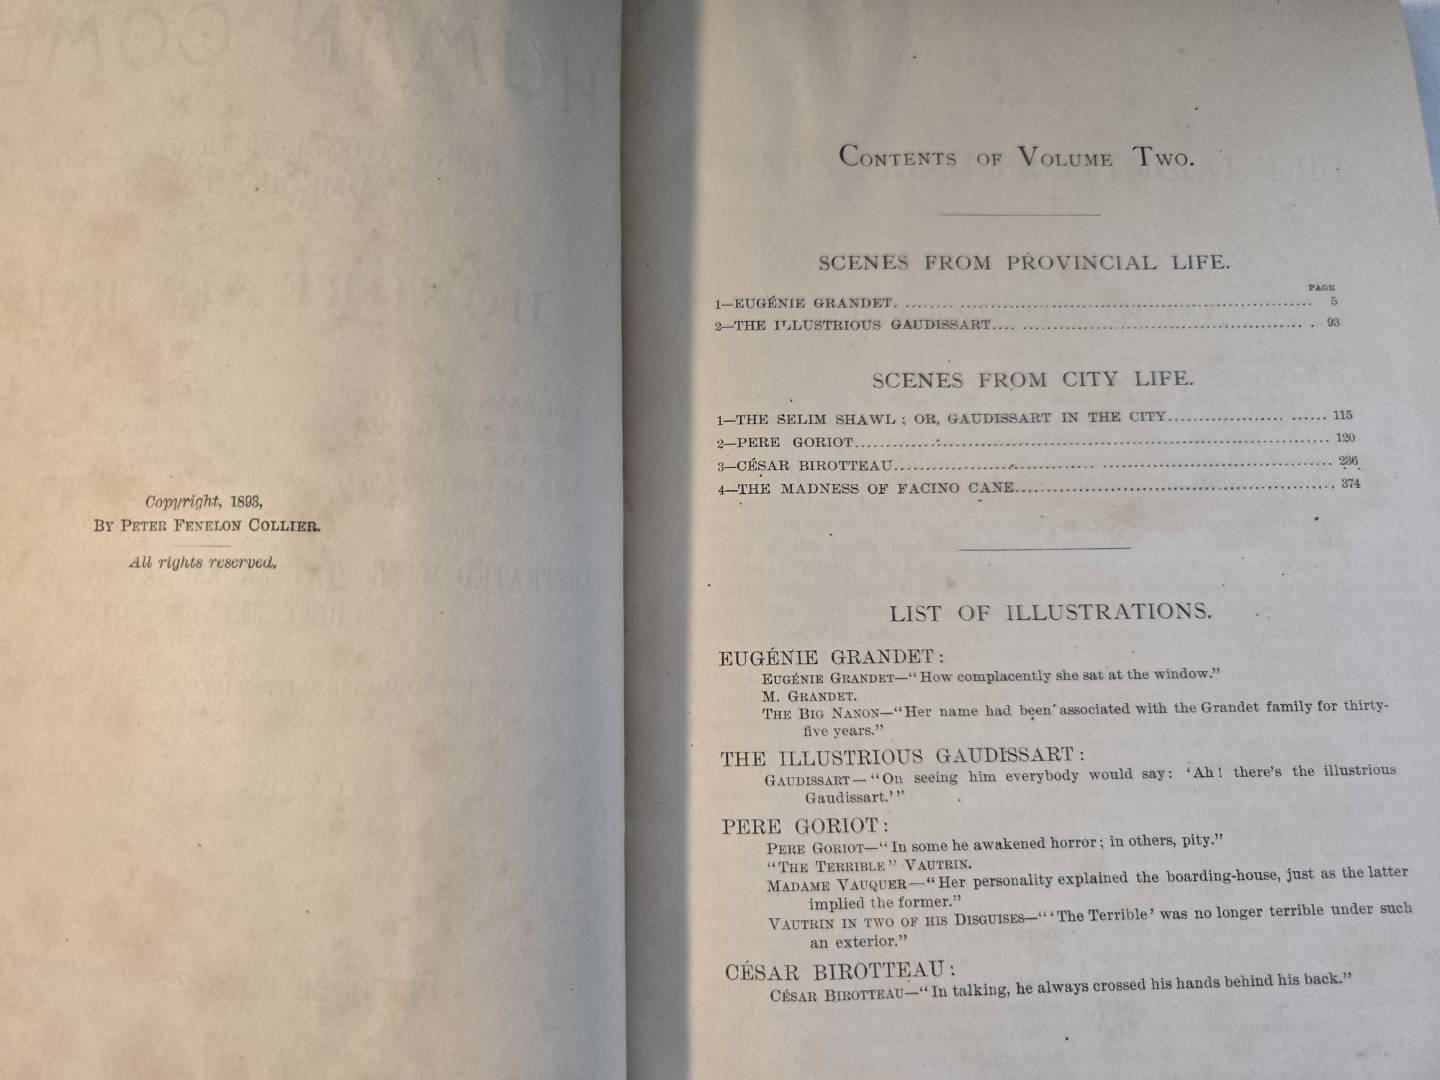 Copyright, 1893,
By Peter Fenelon Collier.
All rights reserved.
Contents of Volume Two.
SCENES FROM PROVINCIAL LIFE.
PAGE
1—EUGÉNIE GRANDET. 5
2—THE ILLUSTRIOUS GAUDISSART. 93
SCENES FROM CITY LIFE.
1—THE SELIM SHAWL; OR, GAUDISSART IN THE CITY. 115
2—PERE GORIOT. 120
3—CÉSAR BIROTTEAU. 236
4—THE MADNESS OF FACINO CANE. 374
LIST OF ILLUSTRATIONS.
EUGÉNIE GRANDET:
Eugénie Grandet—"How complacently she sat at the window."
M. Grandet.
The Big Nanon—"Her name had been associated with the Grandet family for thirty-
five years."
THE ILLUSTRIOUS GAUDISSART:
Gaudissart—"On seeing him everybody would say: 'Ah! there's the illustrious
Gaudissart.'"
PERE GORIOT:
Pere Goriot—"In some he awakened horror; in others, pity."
"The Terrible" Vautrin.
Madame Vauquer—"Her personality explained the boarding-house, just as the latter
implied the former."
Vautrin in two of his Disguises—"'The Terrible' was no longer terrible under such
an exterior."
CÉSAR BIROTTEAU:
César Birotteau—"In talking, he always crossed his hands behind his back."